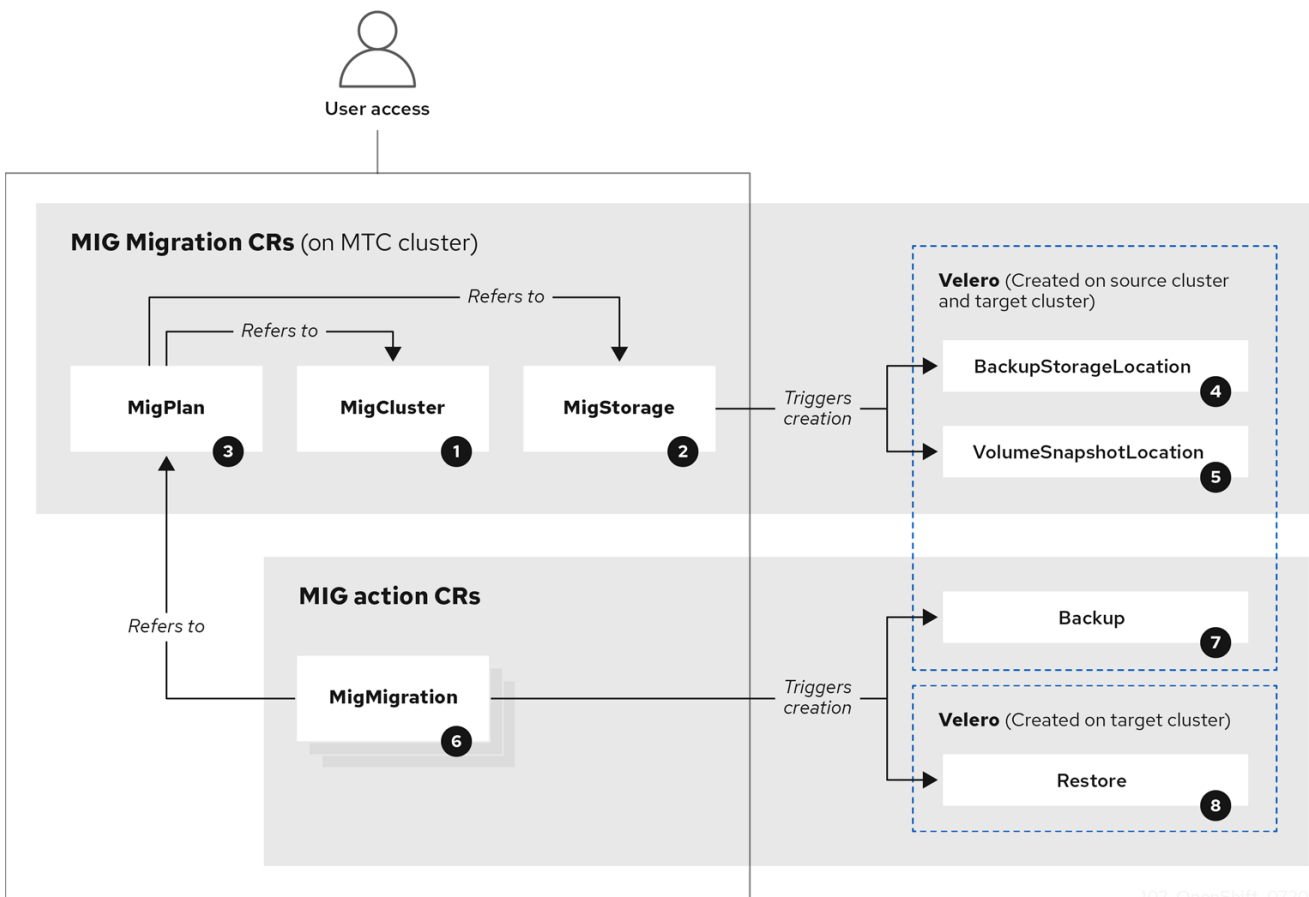 User access
MIG Migration CRs (on MTC cluster)
Refers to
Refers to
MigPlan
3
MigCluster
1
MigStorage
2
Triggers
creation
Velero (Created on source cluster
and target cluster)
BackupStorageLocation
4
VolumeSnapshotLocation
5
Refers to
MIG action CRs
MigMigration
6
Triggers
creation
Backup
7
Velero (Created on target cluster)
Restore
8